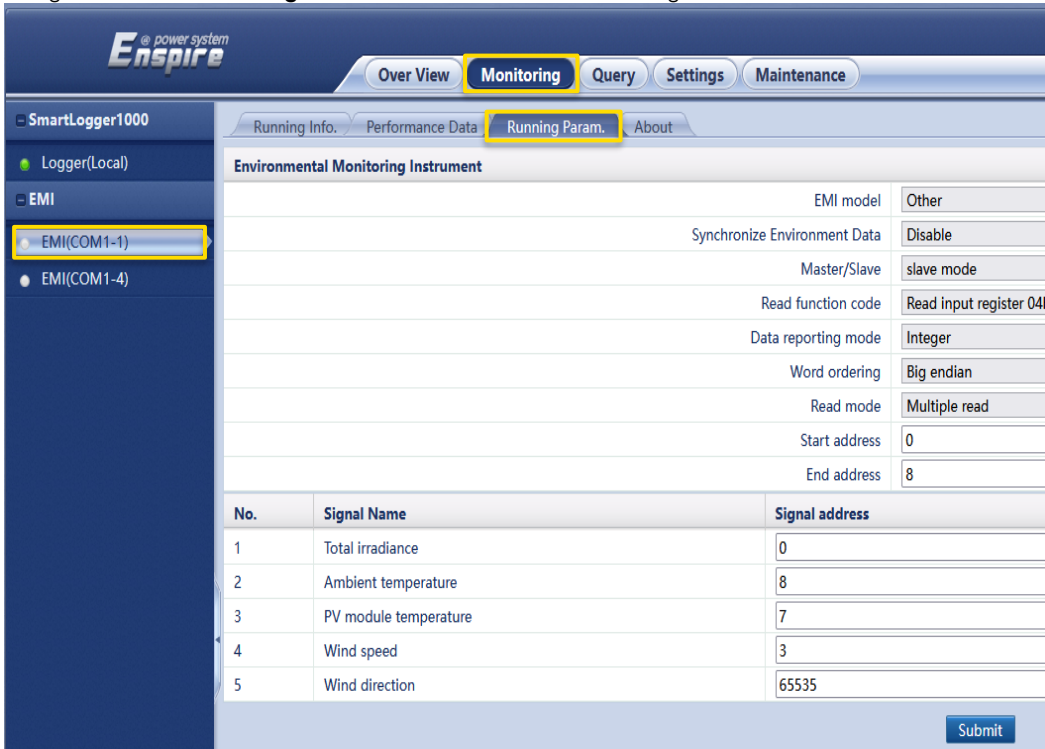 @ power system
Enspire
Over View Monitoring Query Settings Maintenance
SmartLogger1000
Running Info. Performance Data Running Param. About
Logger(Local)
Environmental Monitoring Instrument
EMI
EMI model Other
EMI(COM1-1)
Synchronize Environment Data Disable
EMI(COM1-4)
Master/Slave slave mode
Read function code Read input register 04
Data reporting mode Integer
Word ordering Big endian
Read mode Multiple read
Start address 0
End address 8
No. Signal Name Signal address
1 Total irradiance 0
2 Ambient temperature 8
3 PV module temperature 7
4 Wind speed 3
5 Wind direction 65535
Submit